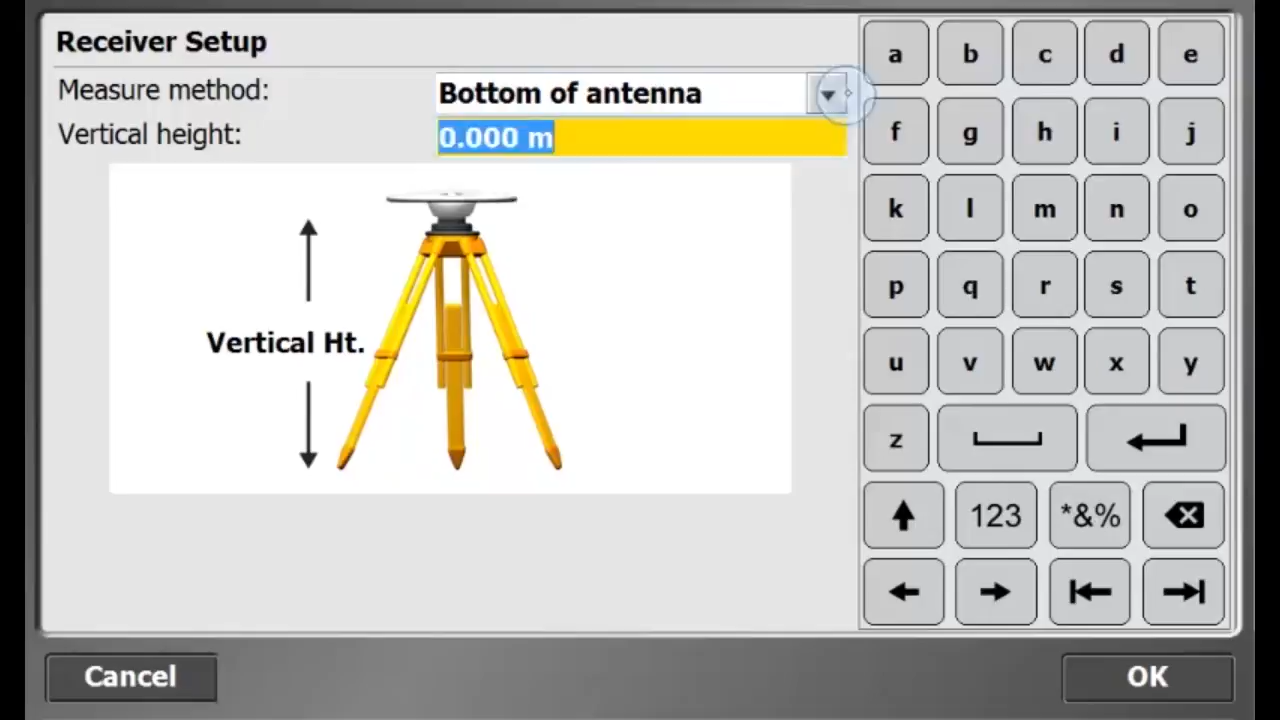 Receiver Setup
Measure method: Bottom of antenna
Vertical height: 0.000 m
Vertical Ht.
a b c d e
f g h i j
k l m n o
p q r s t
u v w x y
z
123 *&%
Cancel OK